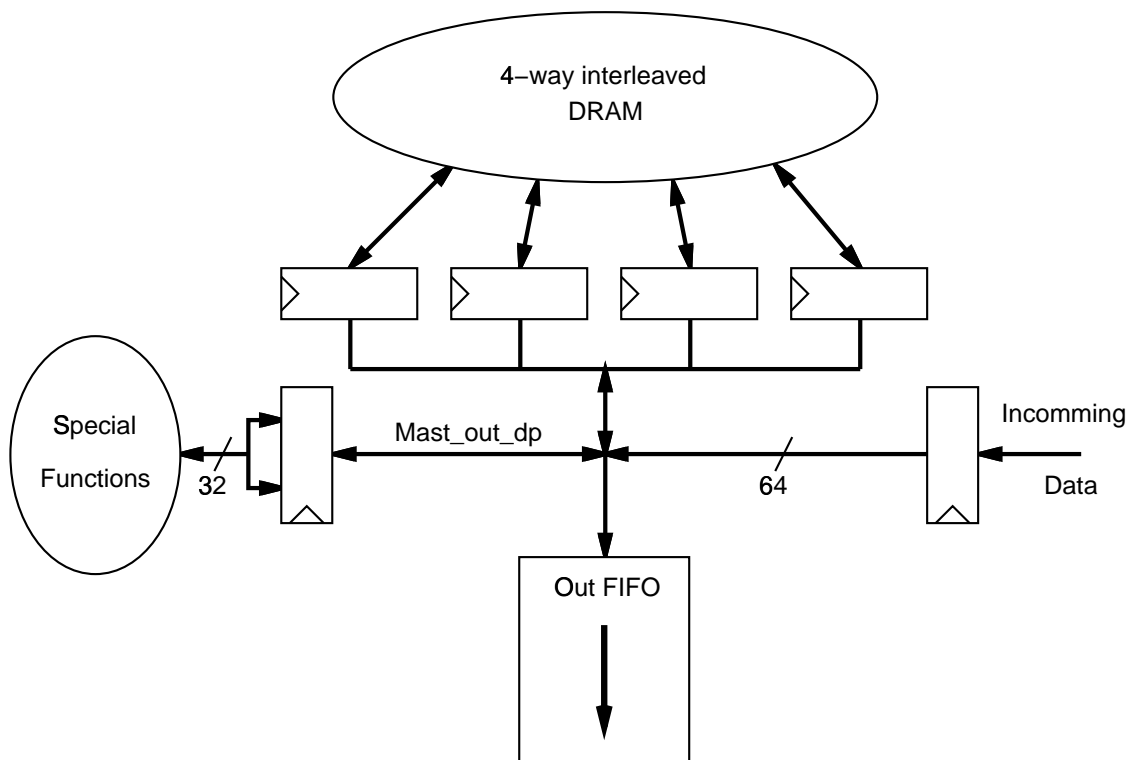 4−way interleaved
DRAM
Special
Functions
32
Mast_out_dp
64
Incomming
Data
Out FIFO